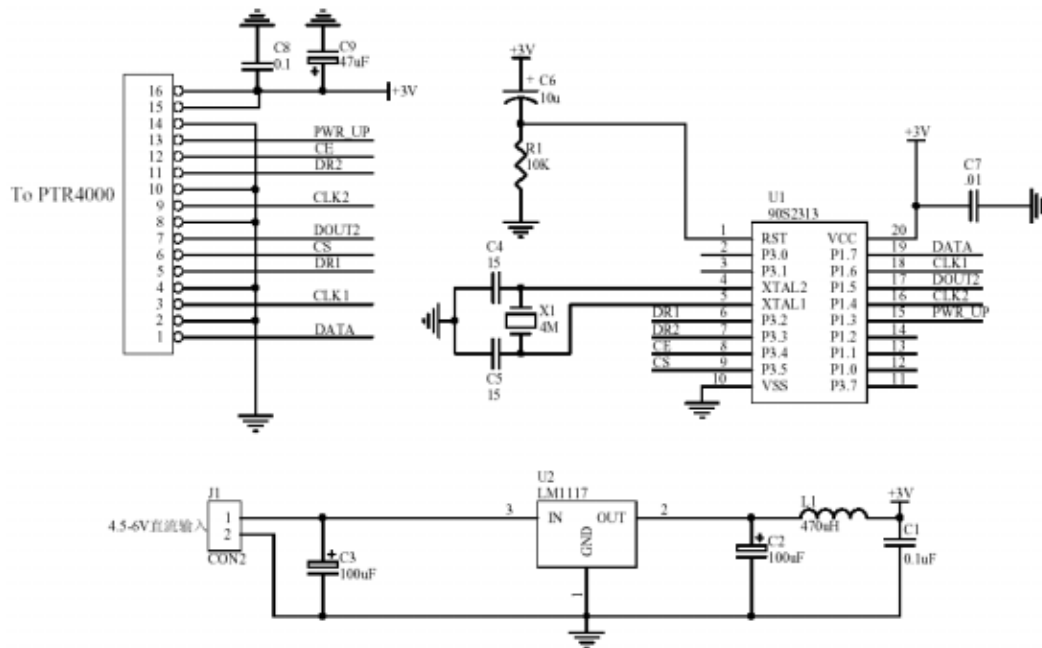 C8
0.1
C9
47uF
+3V
To PTR4000
16
15
14
13 PWR_UP
12 CE
11 DR2
10
9 CLK2
8
7 DOUT2
6 CS
5 DR1
4
3 CLK1
2
1 DATA
+3V
+ C6
10u
R1
10K
+3V
C7
.01
U1
90S2313
1 RST VCC 20
2 P3.0 P1.7 19 DATA
3 P3.1 P1.6 18 CLK1
4 XTAL2 P1.5 17 DOUT2
5 XTAL1 P1.4 16 CLK2
DR1 6 P3.2 P1.3 15 PWR_UP
DR2 7 P3.3 P1.2 14
CE 8 P3.4 P1.1 13
CS 9 P3.5 P1.0 12
10 VSS P3.7 11
C4
15
X1
4M
C5
15
J1
4.5-6V直流输入
1
2
CON2
+
C3
100uF
U2
LM1117
3 IN OUT 2
GND
1
+
C2
100uF
L1
470uH
+3V
C1
0.1uF